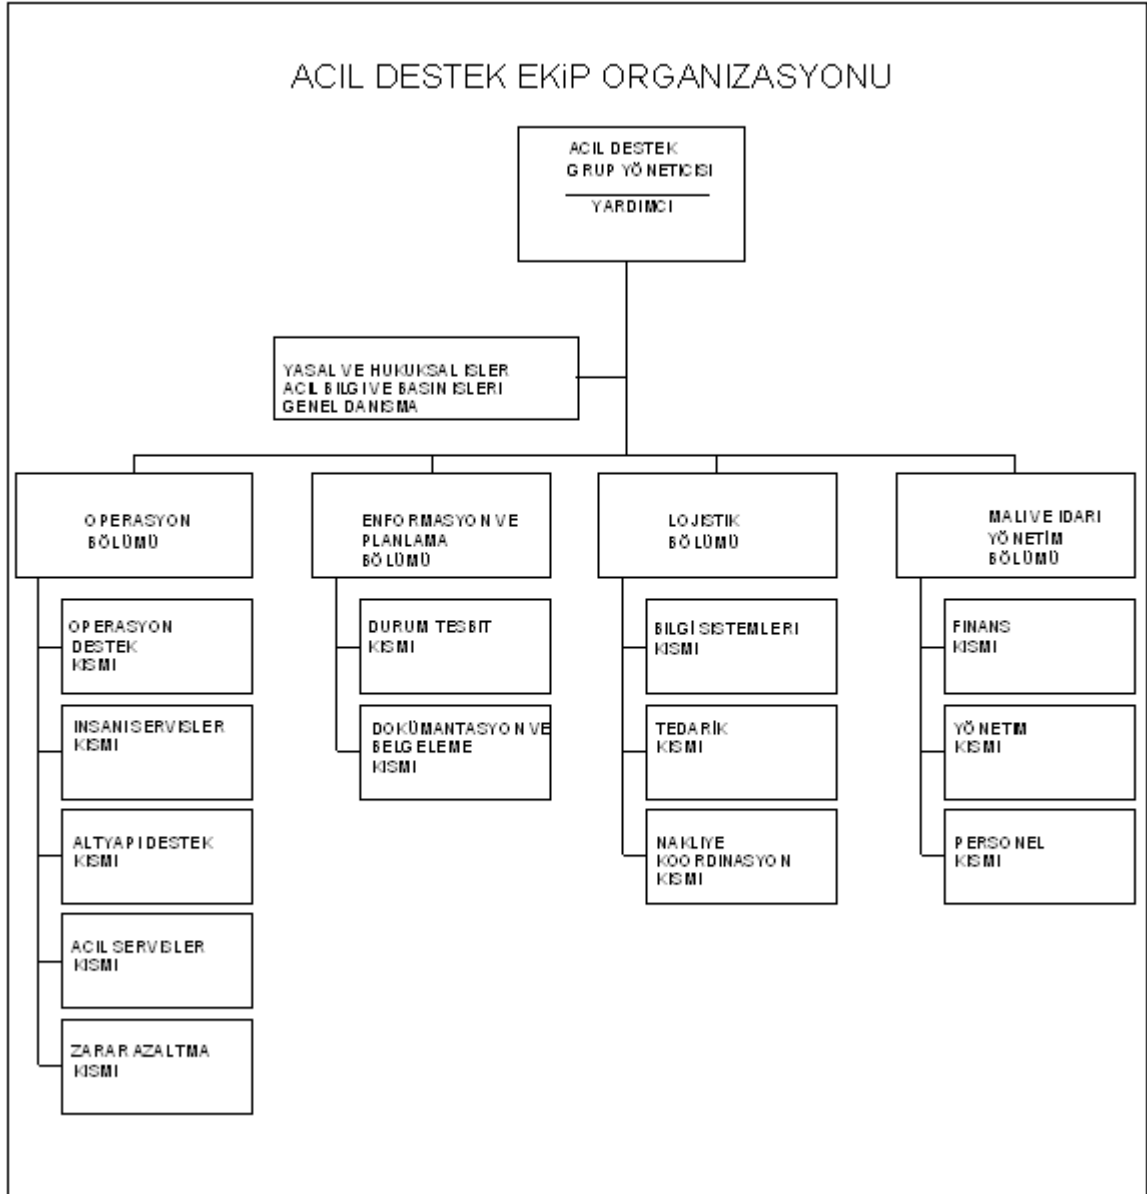 ACIL DESTEK EKiP ORGANIZASYONU
ACIL DESTEK
GRUP YÖNETICISI
YARDIMCI
YASAL VE HUKUKSAL ISLER
ACIL BILGI VE BASIN ISLERI
GENEL DANISMA
OPERASYON
BÖLÜMÜ
ENFORMASYON VE
PLANLAMA
BÖLÜMÜ
LOJISTIK
BÖLÜMÜ
MALI VE IDARI
YÖNETİM
BÖLÜMÜ
OPERASYON
DESTEK
KISMI
INSANI SERVISLER
KISMI
ALTYAPI DESTEK
KISMI
ACIL SERVISLER
KISMI
ZARAR AZALTMA
KISMI
DURUM TESBIT
KISMI
DOKÜMANTASYON VE
BELGELEME
KISMI
BILGİ SISTEMLERI
KISMI
TEDARİK
KISMI
NAKLIYE
KOORDINASYON
KISMI
FINANS
KISMI
YÖNETIM
KISMI
PERSONEL
KISMI